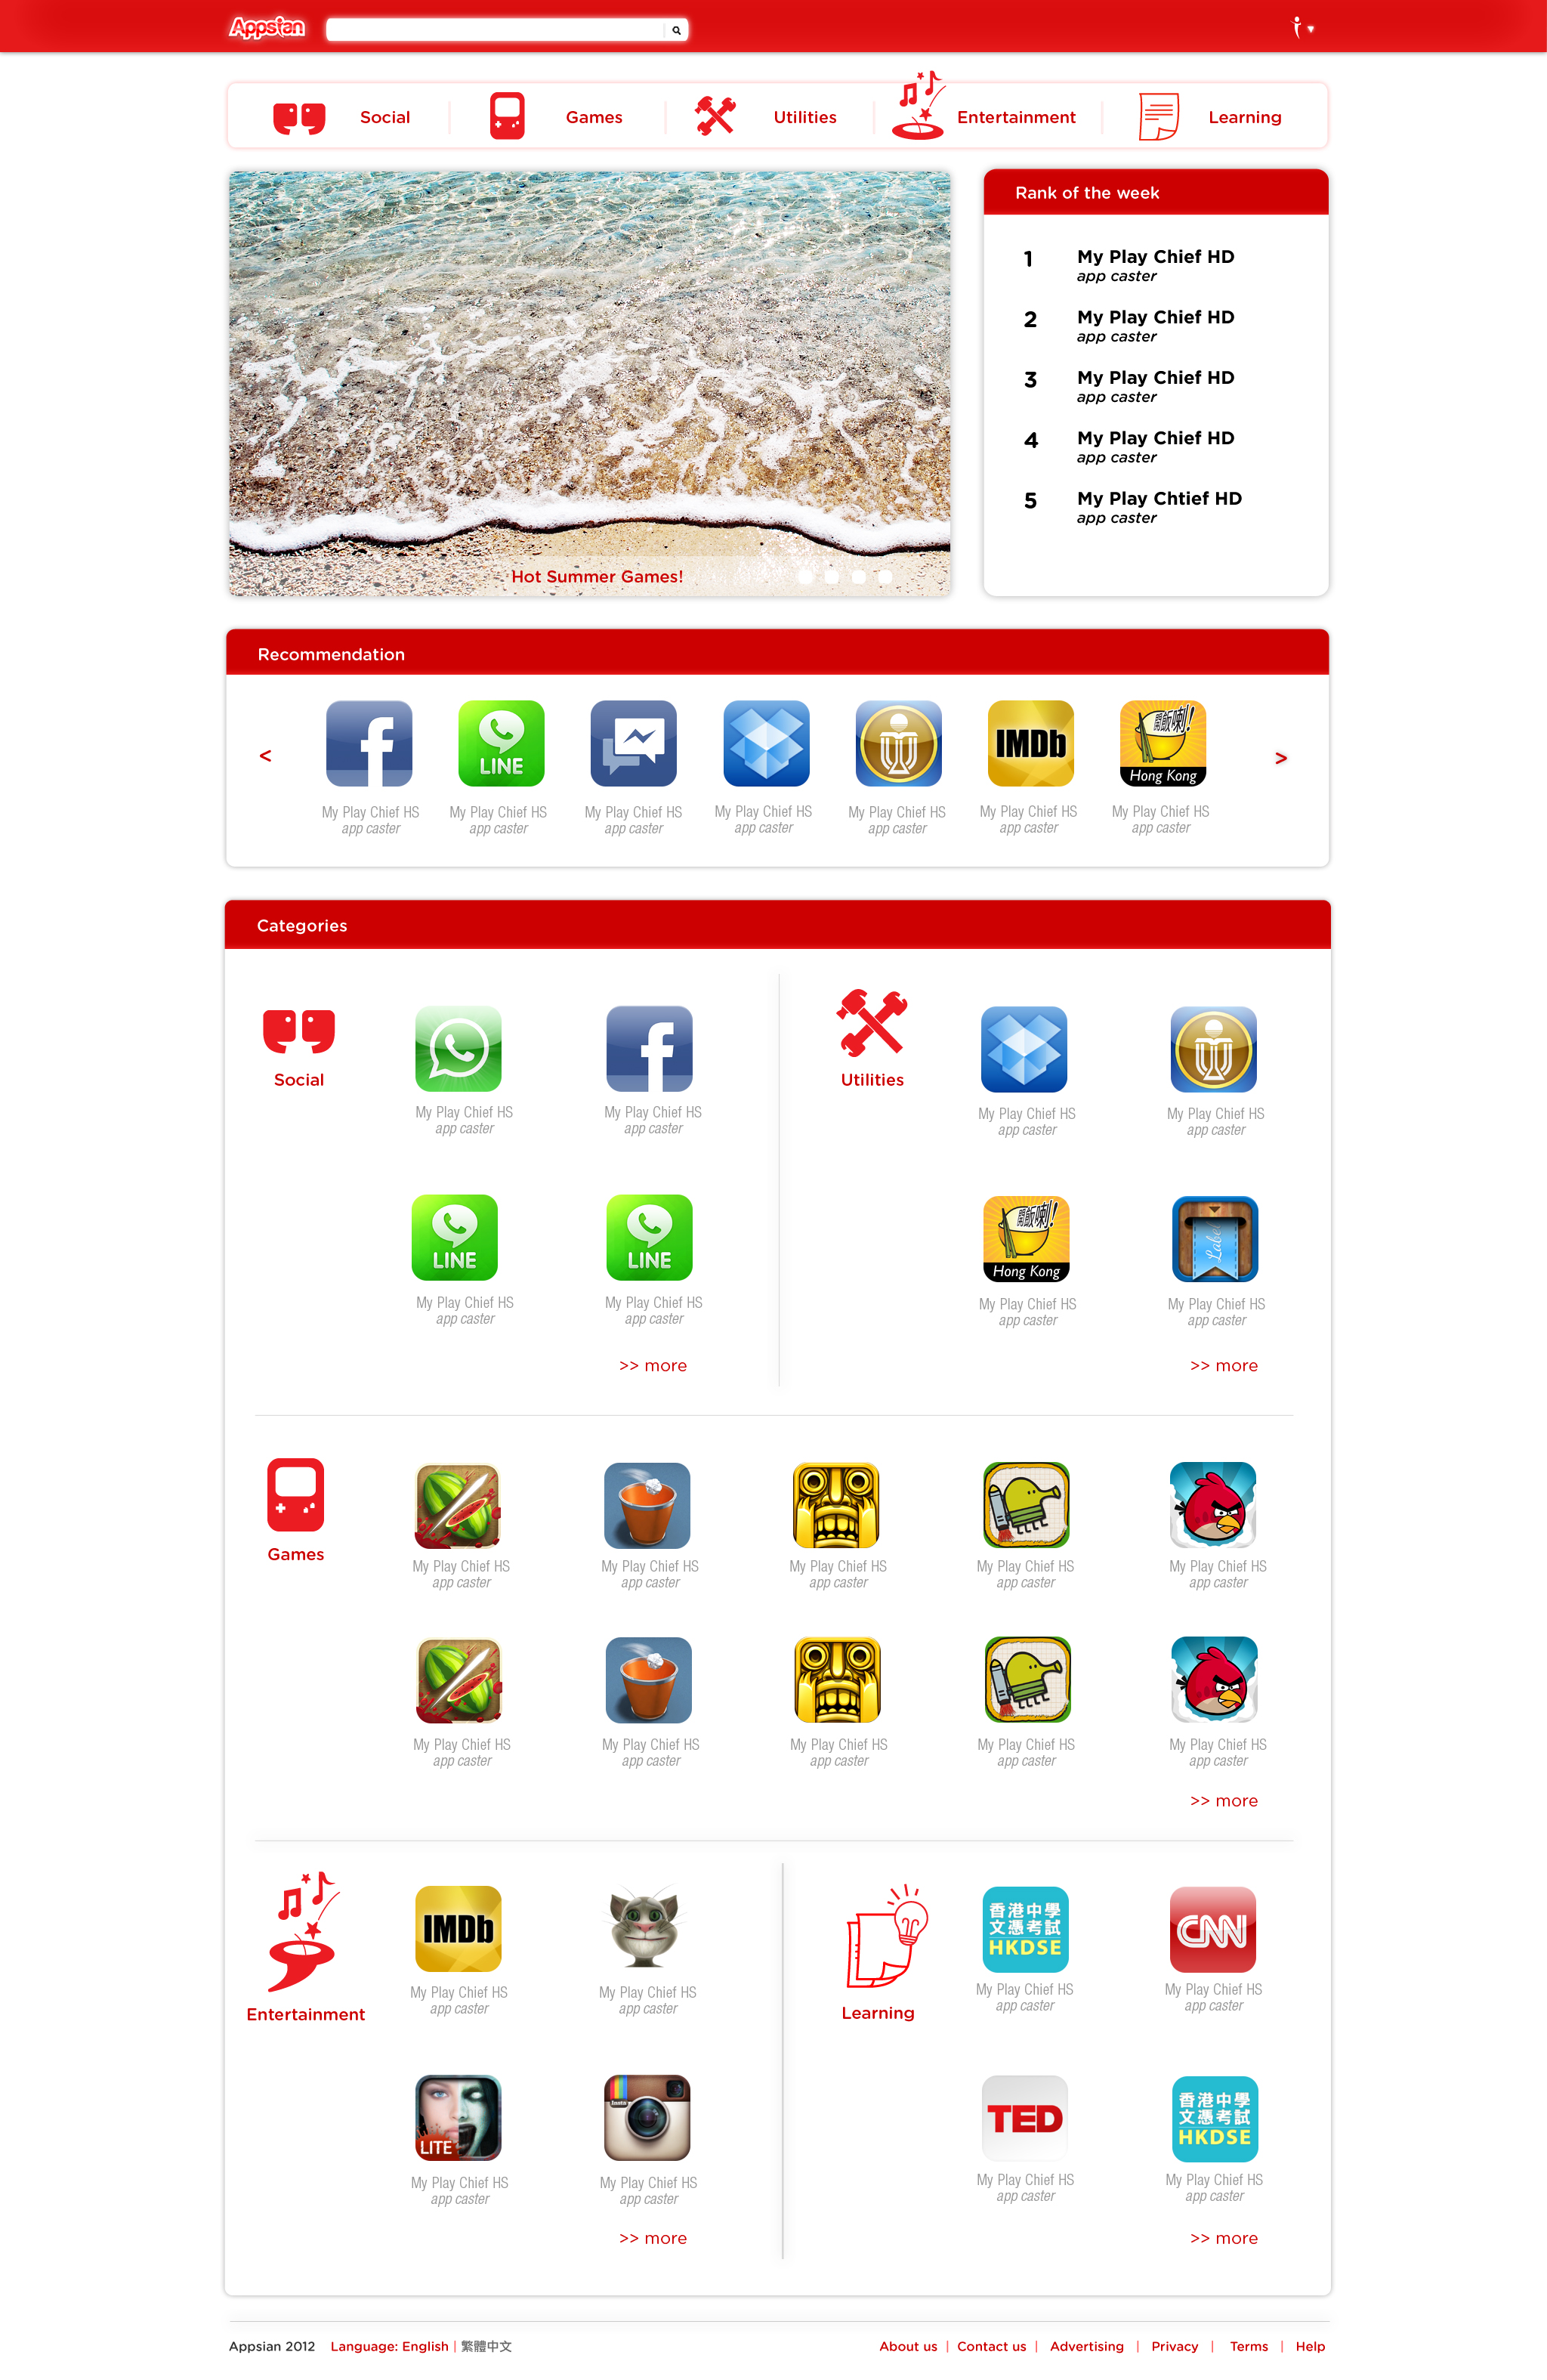 Appsian
Social
Games
Utilities
Entertainment
Learning
Rank of the week
1 My Play Chief HD
app caster
2 My Play Chief HD
app caster
3 My Play Chief HD
app caster
4 My Play Chief HD
app caster
5 My Play Chtief HD
app caster
Hot Summer Games!
Recommendation
<
LINE
IMDb
開飯喇!
Hong Kong
>
My Play Chief HS
app caster
My Play Chief HS
app caster
My Play Chief HS
app caster
My Play Chief HS
app caster
My Play Chief HS
app caster
My Play Chief HS
app caster
My Play Chief HS
app caster
Categories
Social
My Play Chief HS
app caster
My Play Chief HS
app caster
LINE
LINE
My Play Chief HS
app caster
My Play Chief HS
app caster
>> more
Utilities
My Play Chief HS
app caster
My Play Chief HS
app caster
開飯喇!
Hong Kong
Label
My Play Chief HS
app caster
My Play Chief HS
app caster
>> more
Games
My Play Chief HS
app caster
My Play Chief HS
app caster
My Play Chief HS
app caster
My Play Chief HS
app caster
My Play Chief HS
app caster
My Play Chief HS
app caster
My Play Chief HS
app caster
My Play Chief HS
app caster
My Play Chief HS
app caster
My Play Chief HS
app caster
>> more
Entertainment
IMDb
My Play Chief HS
app caster
My Play Chief HS
app caster
LITE
Insta
My Play Chief HS
app caster
My Play Chief HS
app caster
>> more
Learning
香港中學
文憑考試
HKDSE
CNN
My Play Chief HS
app caster
My Play Chief HS
app caster
TED
香港中學
文憑考試
HKDSE
My Play Chief HS
app caster
My Play Chief HS
app caster
>> more
Appsian 2012 Language: English | 繁體中文
About us | Contact us | Advertising | Privacy | Terms | Help